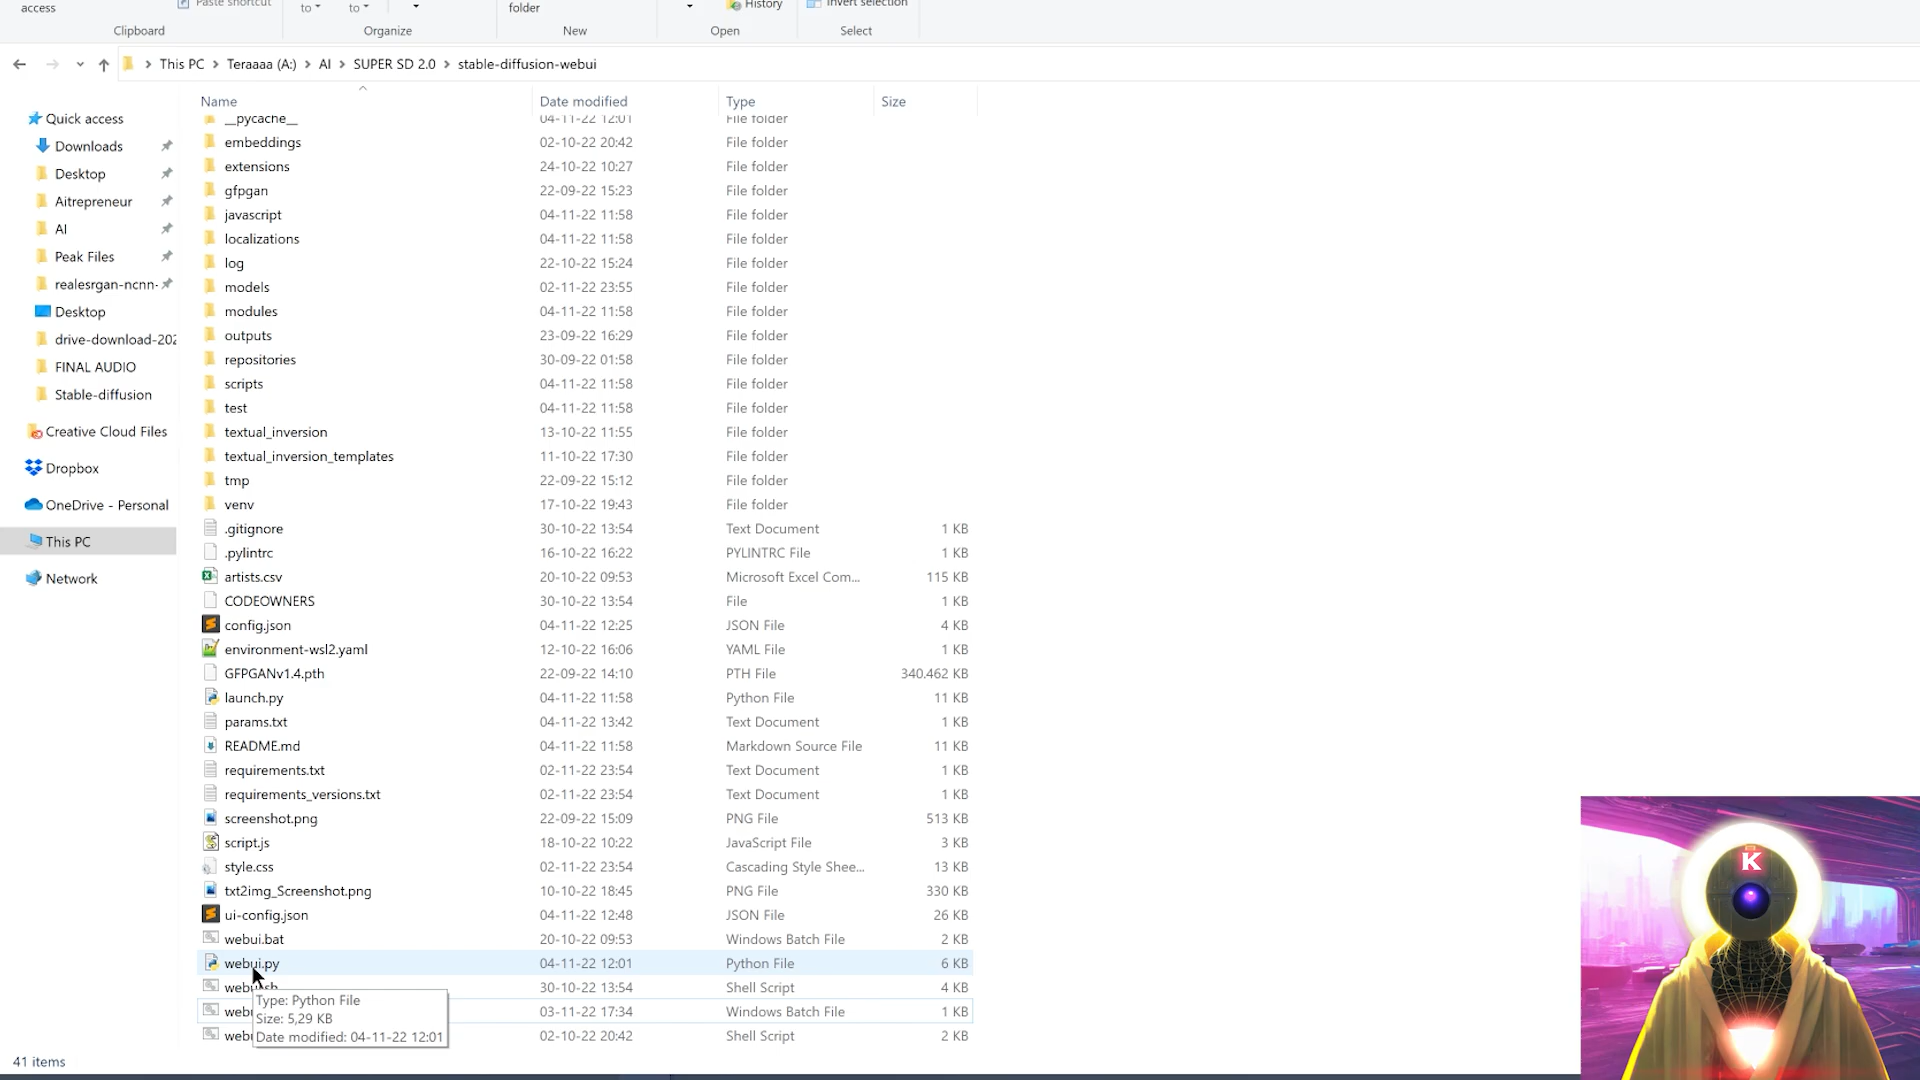 access
Paste shortcut
to
to
folder
History
Invert selection
Clipboard
Organize
New
Open
Select
This PC
Teraaaa (A:)
AI
SUPER SD 2.0
stable-diffusion-webui
Name
Date modified
Type
Size
Quick access
Downloads
Desktop
Aitrepreneur
AI
Peak Files
realesrgan-ncnn-
Desktop
drive-download-202
FINAL AUDIO
Stable-diffusion
Creative Cloud Files
Dropbox
OneDrive - Personal
This PC
Network
__pycache__ 04-11-22 12:01 File folder
embeddings 02-10-22 20:42 File folder
extensions 24-10-22 10:27 File folder
gfpgan 22-09-22 15:23 File folder
javascript 04-11-22 11:58 File folder
localizations 04-11-22 11:58 File folder
log 22-10-22 15:24 File folder
models 02-11-22 23:55 File folder
modules 04-11-22 11:58 File folder
outputs 23-09-22 16:29 File folder
repositories 30-09-22 01:58 File folder
scripts 04-11-22 11:58 File folder
test 04-11-22 11:58 File folder
textual_inversion 13-10-22 11:55 File folder
textual_inversion_templates 11-10-22 17:30 File folder
tmp 22-09-22 15:12 File folder
venv 17-10-22 19:43 File folder
.gitignore 30-10-22 13:54 Text Document 1 KB
.pylintrc 16-10-22 16:22 PYLINTRC File 1 KB
artists.csv 20-10-22 09:53 Microsoft Excel Com... 115 KB
CODEOWNERS 30-10-22 13:54 File 1 KB
config.json 04-11-22 12:25 JSON File 4 KB
environment-wsl2.yaml 12-10-22 16:06 YAML File 1 KB
GFPGANv1.4.pth 22-09-22 14:10 PTH File 340.462 KB
launch.py 04-11-22 11:58 Python File 11 KB
params.txt 04-11-22 13:42 Text Document 1 KB
README.md 04-11-22 11:58 Markdown Source File 11 KB
requirements.txt 02-11-22 23:54 Text Document 1 KB
requirements_versions.txt 02-11-22 23:54 Text Document 1 KB
screenshot.png 22-09-22 15:09 PNG File 513 KB
script.js 18-10-22 10:22 JavaScript File 3 KB
style.css 02-11-22 23:54 Cascading Style Shee... 13 KB
txt2img_Screenshot.png 10-10-22 18:45 PNG File 330 KB
ui-config.json 04-11-22 12:48 JSON File 26 KB
webui.bat 20-10-22 09:53 Windows Batch File 2 KB
webui.py 04-11-22 12:01 Python File 6 KB
30-10-22 13:54 Shell Script 4 KB
03-11-22 17:34 Windows Batch File 1 KB
02-10-22 20:42 Shell Script 2 KB
Type: Python File
Size: 5,29 KB
Date modified: 04-11-22 12:01
41 items
K